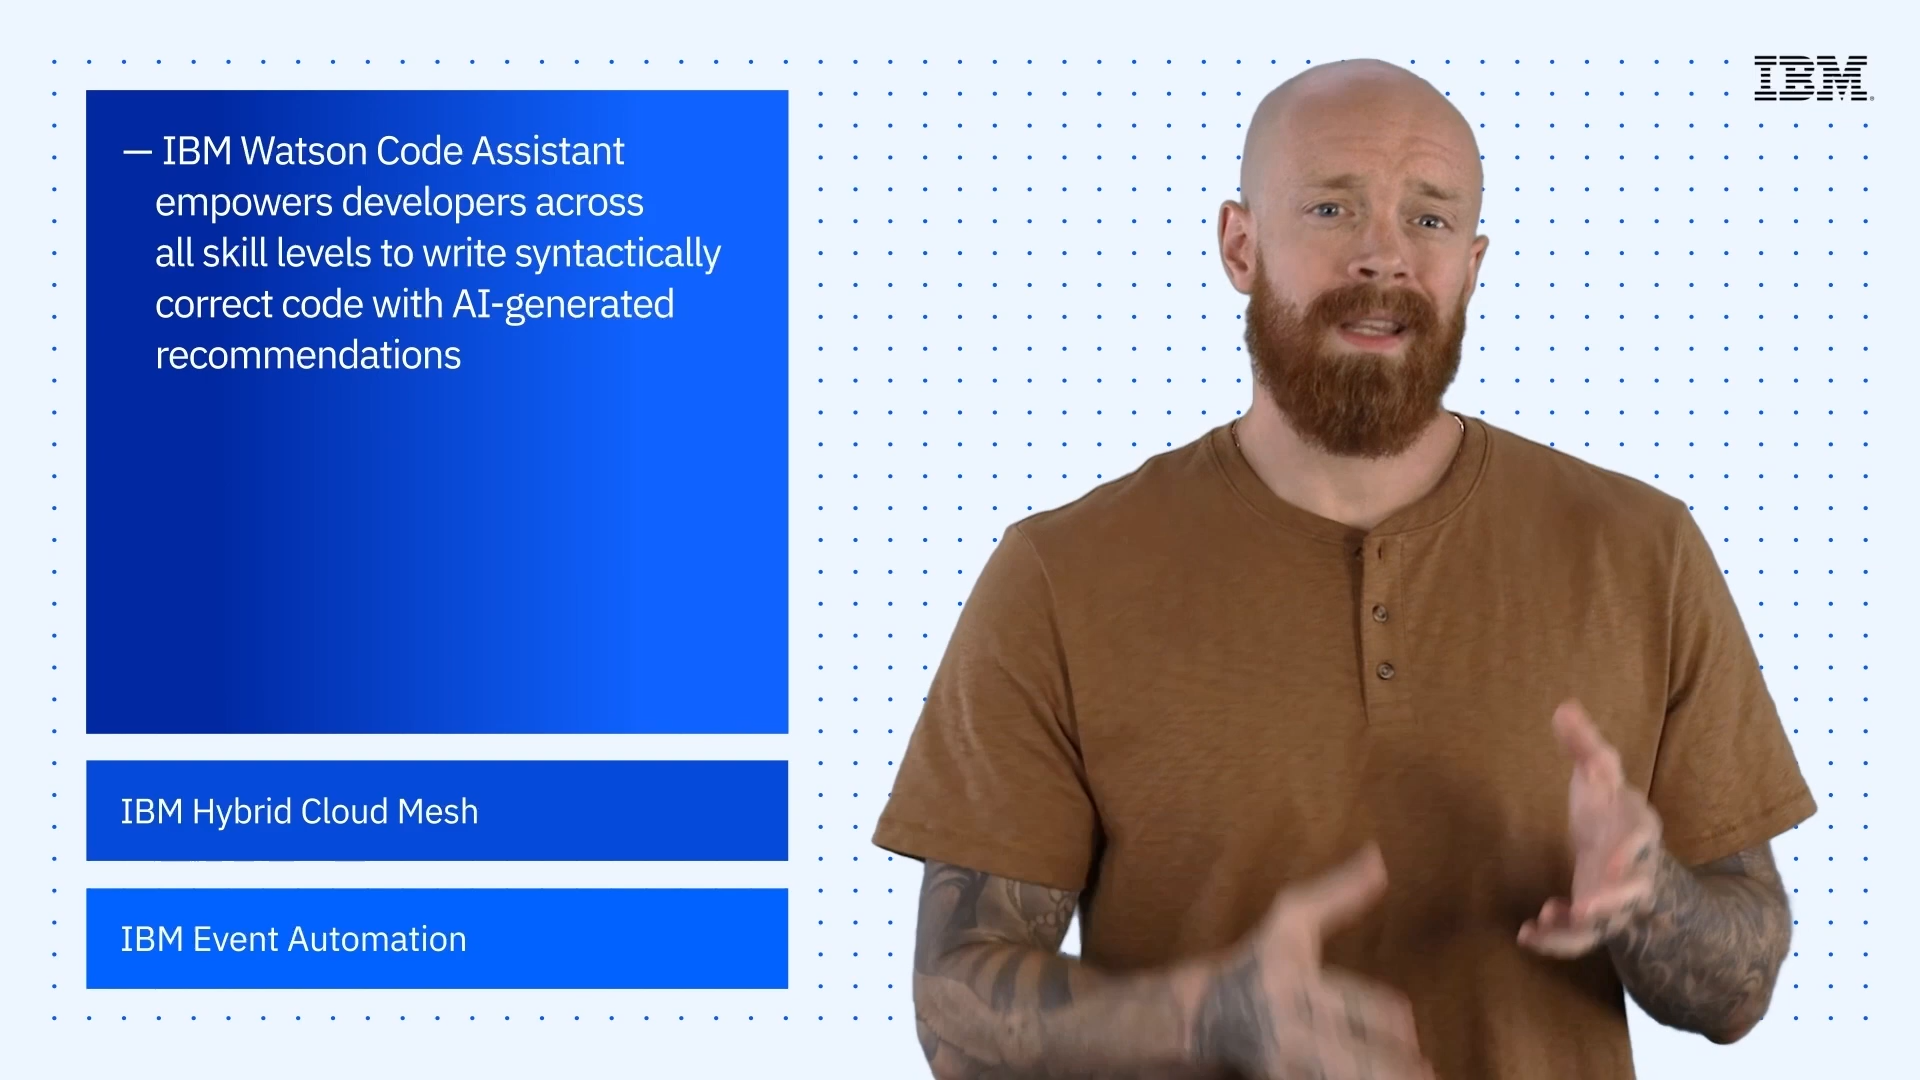 — IBM Watson Code Assistant
empowers developers across
all skill levels to write syntactically
correct code with AI-generated
recommendations
IBM Hybrid Cloud Mesh
IBM Event Automation
IBM